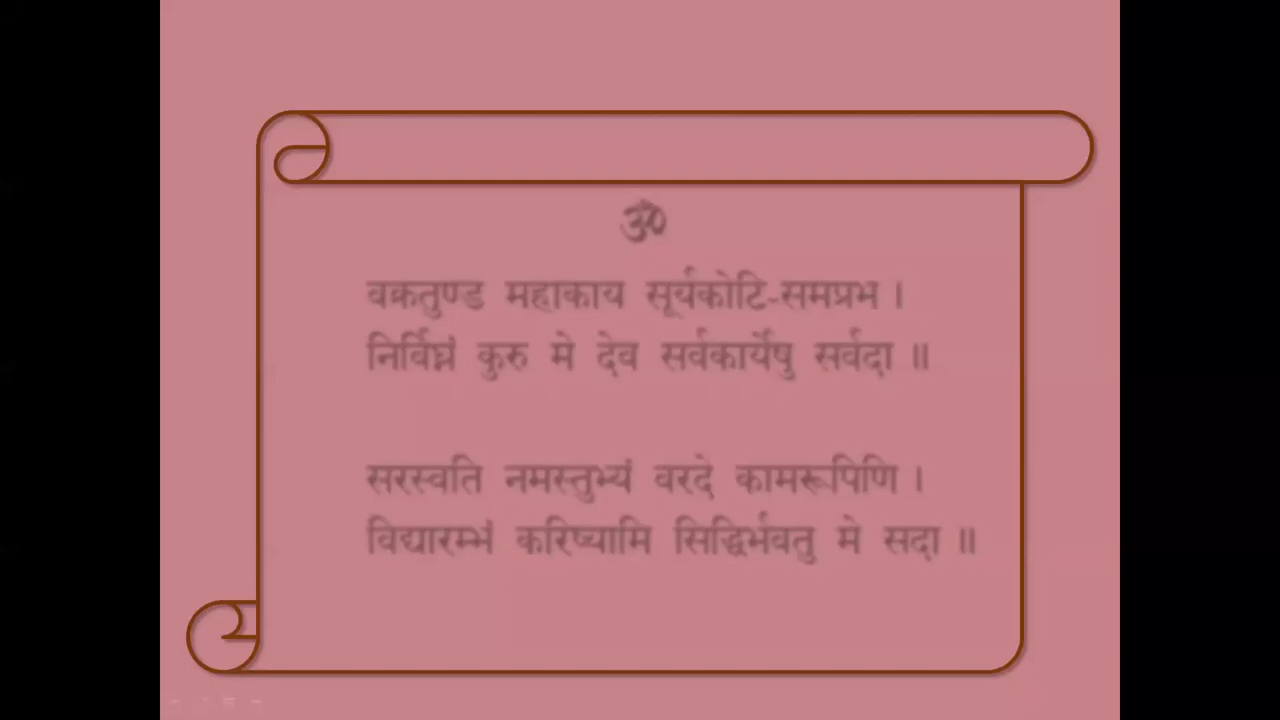 ॐ
वक्रतुण्ड महाकाय सूर्यकोटि-समप्रभ ।
निर्विघ्नं कुरु मे देव सर्वकार्येषु सर्वदा ॥
सरस्वति नमस्तुभ्यं वरदे कामरूपिणि ।
विद्यारम्भं करिष्यामि सिद्धिर्भवतु मे सदा ॥